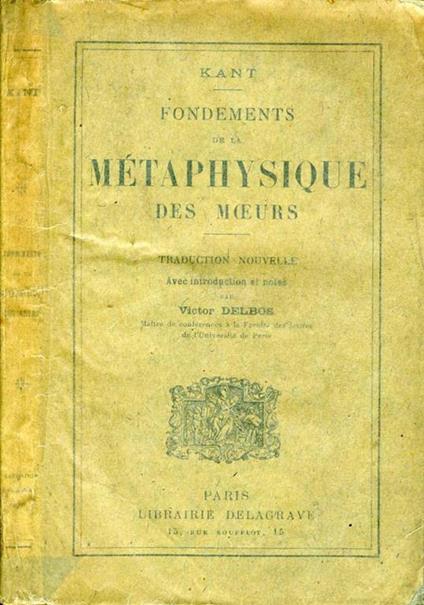 KANT
FONDEMENTS
DE LA
MÉTAPHYSIQUE
DES MŒURS
TRADUCTION NOUVELLE
Avec introduction et notes
PAR
Victor DELBOS
Maître de conférences à la Faculté des lettres
de l'Université de Paris
PARIS
LIBRAIRIE DELAGRAVE
15, RUE SOUFFLOT, 15
KANT
FONDEMENTS